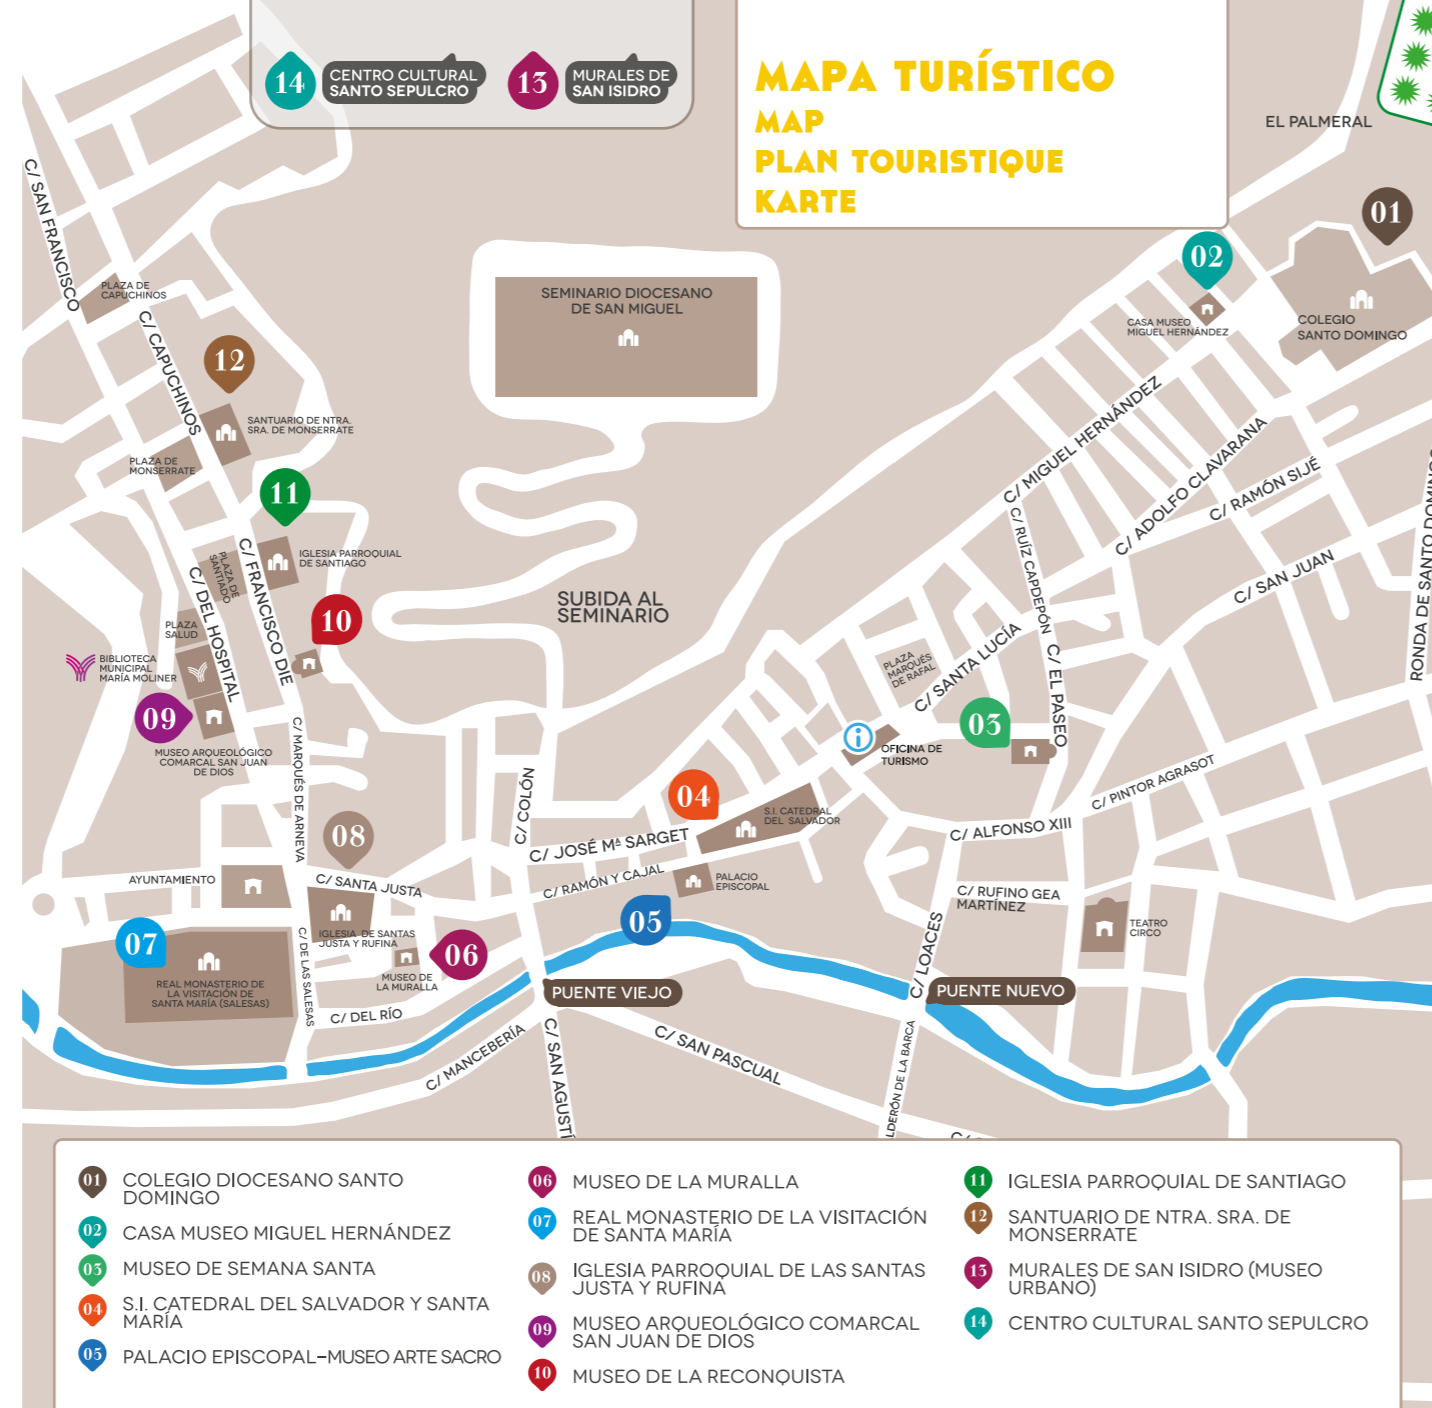 14
CENTRO CULTURAL
SANTO SEPULCRO
13
MURALES DE
SAN ISIDRO
MAPA TURÍSTICO
MAP
PLAN TOURISTIQUE
KARTE
EL PALMERAL
01
02
CASA MUSEO
MIGUEL HERNÁNDEZ
COLEGIO
SANTO DOMINGO
C/ SAN FRANCISCO
PLAZA DE
CAPUCHINOS
C/ CAPUCHINOS
12
SANTUARIO DE NTRA.
SRA. DE MONSERRATE
PLAZA DE
MONSERRATE
SEMINARIO DIOCESANO
DE SAN MIGUEL
C/ MIGUEL HERNÁNDEZ
C/ ADOLFO CLAVARANA
C/ RAMÓN SIJÉ
C/ SAN JUAN
RONDA DE SANTO DOMINGO
C/ RUÍZ CAPDEPÓN
C/ EL PASEO
11
IGLESIA PARROQUIAL
DE SANTIAGO
C/ FRANCISCO DIE
PLAZA DE
SANTIADO
C/ DEL HOSPITAL
10
PLAZA
SALUD
BIBLIOTECA
MUNICIPAL
MARÍA MOLINER
09
MUSEO ARQUEOLÓGICO
COMARCAL SAN JUAN
DE DIOS
C/ MARQUÉS DE ARNEVA
SUBIDA AL
SEMINARIO
PLAZA
MARQUÉS
DE RAFAL
C/ SANTA LUCÍA
03
OFICINA DE
TURISMO
04
S.I. CATEDRAL
DEL SALVADOR
C/ COLÓN
C/ JOSÉ Mª SARGET
C/ RAMÓN Y CAJAL
PALACIO
EPISCOPAL
05
C/ PINTOR AGRASOT
C/ ALFONSO XIII
C/ RUFINO GEA
MARTÍNEZ
TEATRO
CIRCO
C/ LOACES
08
AYUNTAMIENTO
C/ SANTA JUSTA
IGLESIA DE SANTAS
JUSTA Y RUFINA
07
REAL MONASTERIO DE
LA VISITACIÓN DE
SANTA MARÍA (SALESAS)
C/ DE LAS SALESAS
06
MUSEO DE
LA MURALLA
C/ DEL RÍO
C/ MANCEBERÍA
PUENTE VIEJO
PUENTE NUEVO
C/ SAN AGUSTÍ
C/ SAN PASCUAL
LDERÓN DE LA BARCA
01 COLEGIO DIOCESANO SANTO
DOMINGO
02 CASA MUSEO MIGUEL HERNÁNDEZ
03 MUSEO DE SEMANA SANTA
04 S.I. CATEDRAL DEL SALVADOR Y SANTA
MARÍA
05 PALACIO EPISCOPAL-MUSEO ARTE SACRO
06 MUSEO DE LA MURALLA
07 REAL MONASTERIO DE LA VISITACIÓN
DE SANTA MARÍA
08 IGLESIA PARROQUIAL DE LAS SANTAS
JUSTA Y RUFINA
09 MUSEO ARQUEOLÓGICO COMARCAL
SAN JUAN DE DIOS
10 MUSEO DE LA RECONQUISTA
11 IGLESIA PARROQUIAL DE SANTIAGO
12 SANTUARIO DE NTRA. SRA. DE
MONSERRATE
13 MURALES DE SAN ISIDRO (MUSEO
URBANO)
14 CENTRO CULTURAL SANTO SEPULCRO